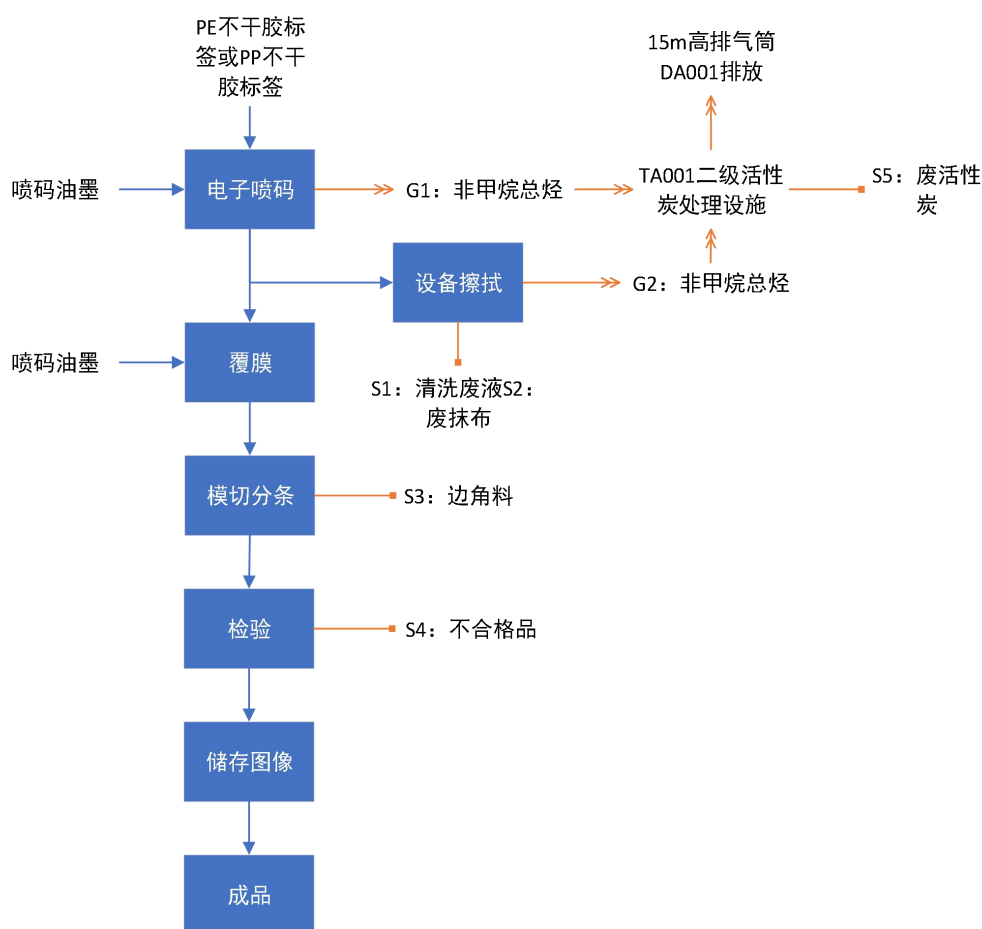 PE不干胶标
签或PP不干
胶标签
15m高排气筒
DA001排放
喷码油墨
电子喷码
G1：非甲烷总烃
TA001二级活性
炭处理设施
S5：废活性
炭
设备擦拭
G2：非甲烷总烃
喷码油墨
覆膜
S1：清洗废液S2：
废抹布
模切分条
S3：边角料
检验
S4：不合格品
储存图像
成品